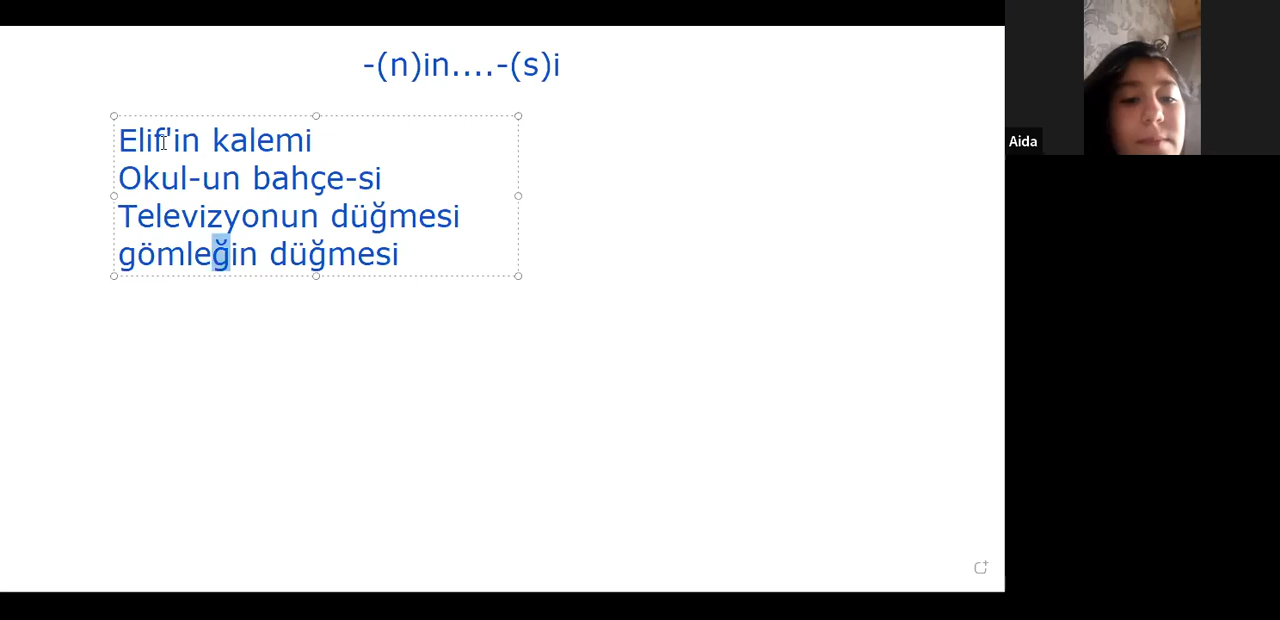 -(n)in....-(s)i
Elif'in kalemi
Okul-un bahçe-si
Televizyonun düğmesi
gömleğin düğmesi
Aida